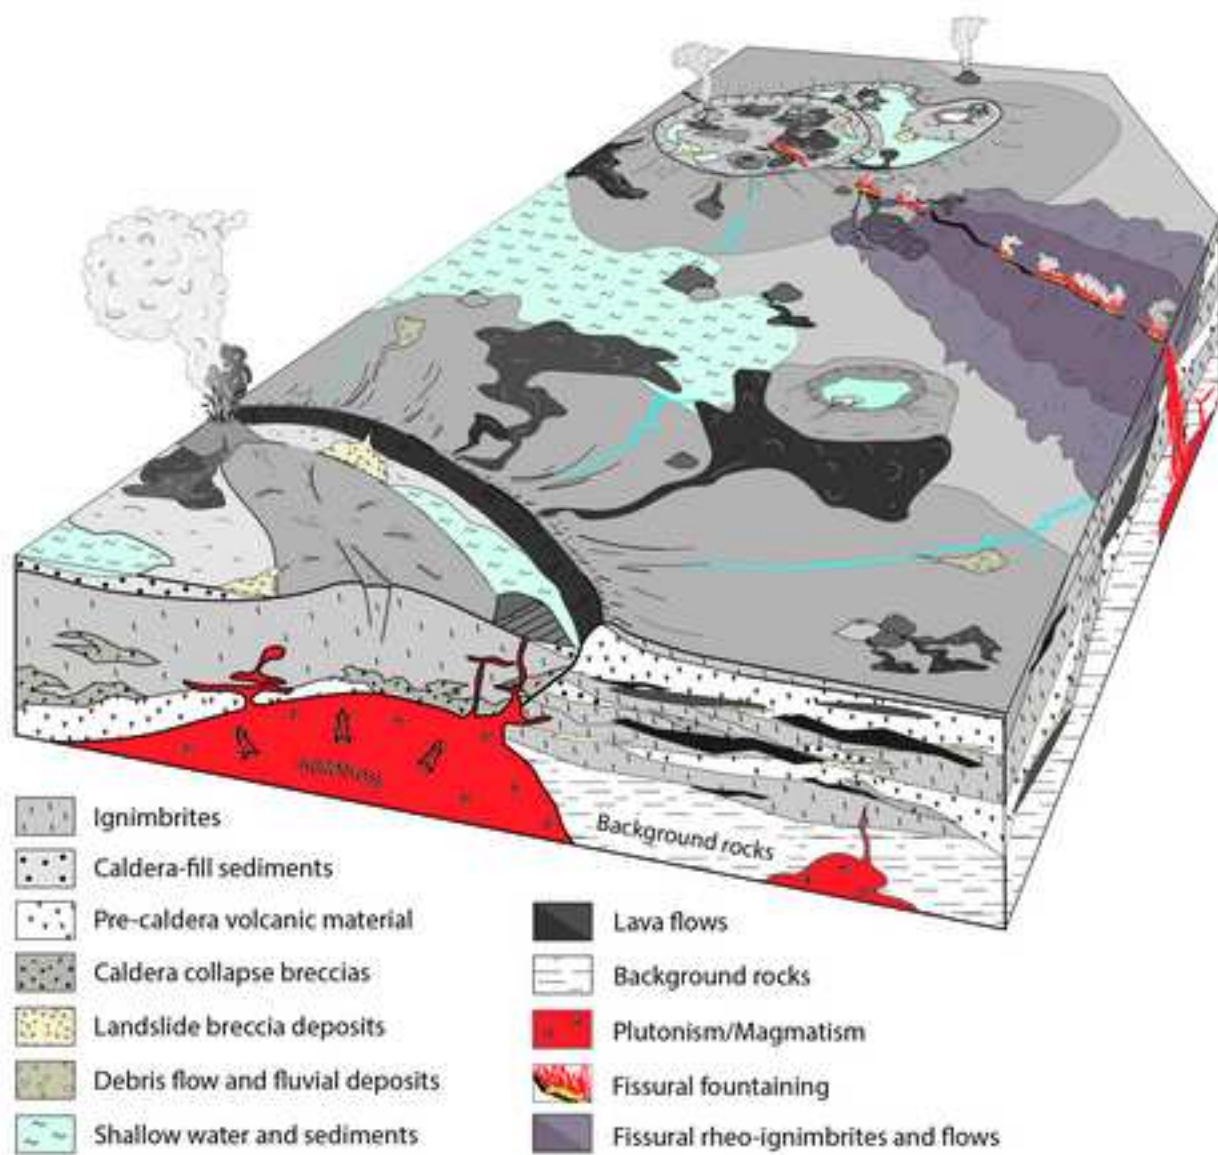 Background rocks
Ignimbrites
Caldera-fill sediments
Pre-caldera volcanic material
Caldera collapse breccias
Landslide breccia deposits
Debris flow and fluvial deposits
Shallow water and sediments
Lava flows
Background rocks
Plutonism/Magmatism
Fissural fountaining
Fissural rheo-ignimbrites and flows